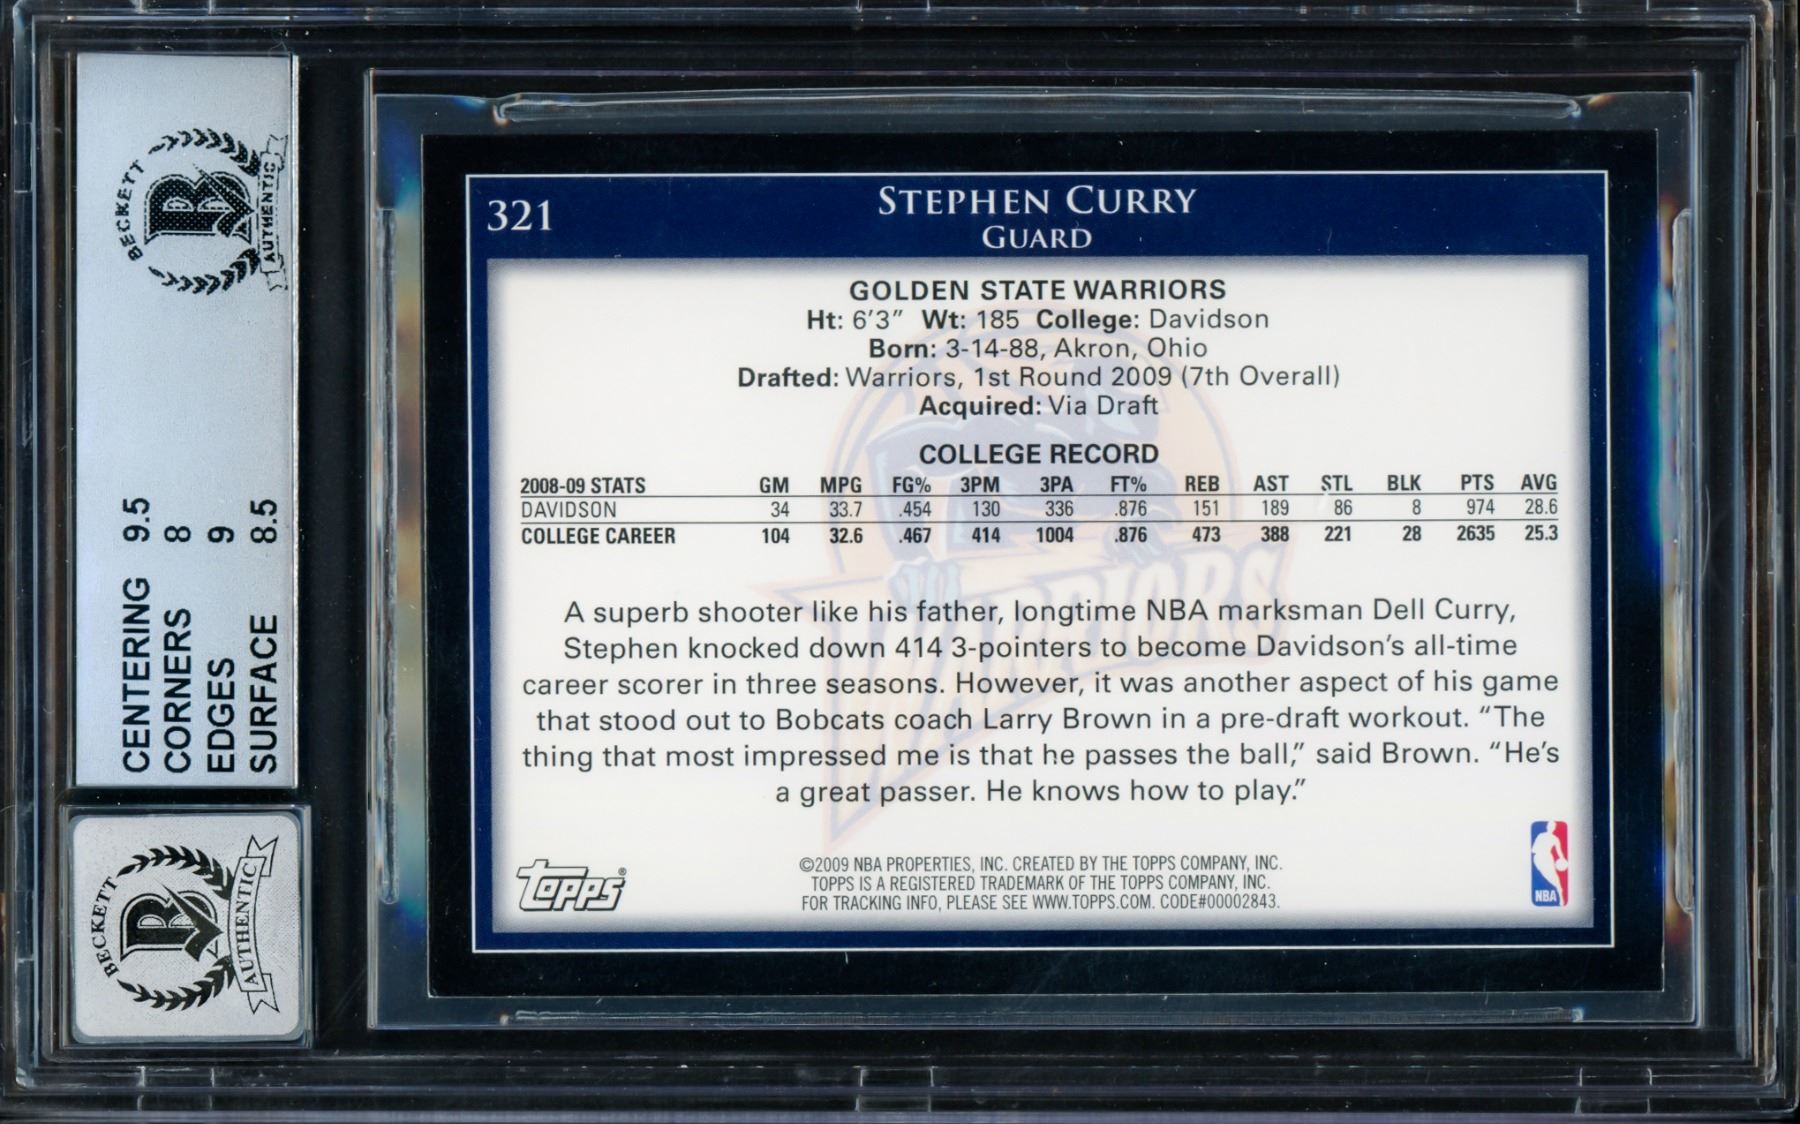 BECKETT
AUTHENTIC
CENTERING 9.5
CORNERS 8
EDGES 9
SURFACE 8.5
BECKETT
AUTHENTIC
321
STEPHEN CURRY
GUARD
GOLDEN STATE WARRIORS
Ht: 6'3” Wt: 185 College: Davidson
Born: 3-14-88, Akron, Ohio
Drafted: Warriors, 1st Round 2009 (7th Overall)
Acquired: Via Draft
COLLEGE RECORD
2008-09 STATS GM MPG FG% 3PM 3PA FT% REB AST STL BLK PTS AVG
DAVIDSON 34 33.7 .454 130 336 .876 151 189 86 8 974 28.6
COLLEGE CAREER 104 32.6 .467 414 1004 .876 473 388 221 28 2635 25.3
WARRIORS
A superb shooter like his father, longtime NBA marksman Dell Curry,
Stephen knocked down 414 3-pointers to become Davidson's all-time
career scorer in three seasons. However, it was another aspect of his game
that stood out to Bobcats coach Larry Brown in a pre-draft workout. “The
thing that most impressed me is that he passes the ball,” said Brown. “He's
a great passer. He knows how to play.”
Topps®
©2009 NBA PROPERTIES, INC. CREATED BY THE TOPPS COMPANY, INC.
TOPPS IS A REGISTERED TRADEMARK OF THE TOPPS COMPANY, INC.
FOR TRACKING INFO, PLEASE SEE WWW.TOPPS.COM. CODE#00002843.
NBA